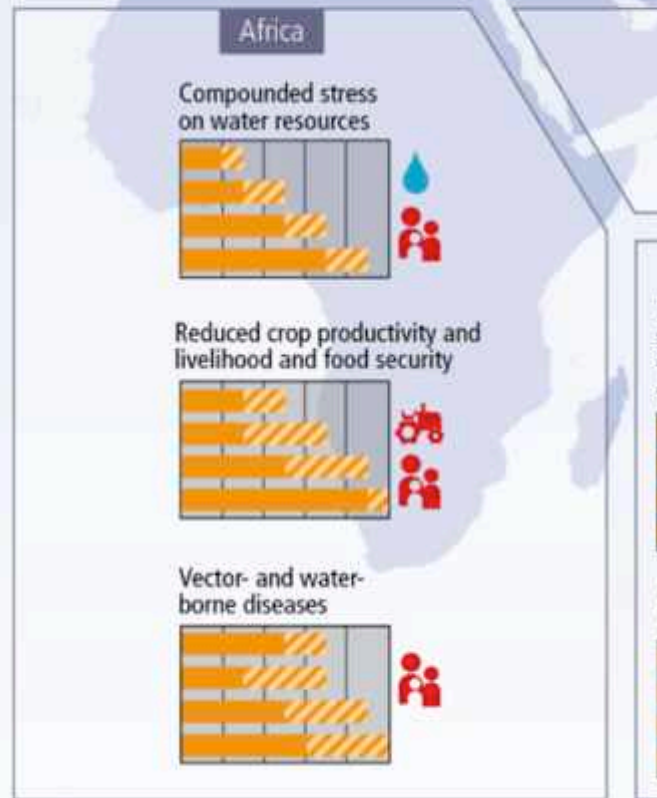 Africa
Compounded stress
on water resources
Reduced crop productivity and
livelihood and food security
Vector- and water-
borne diseases